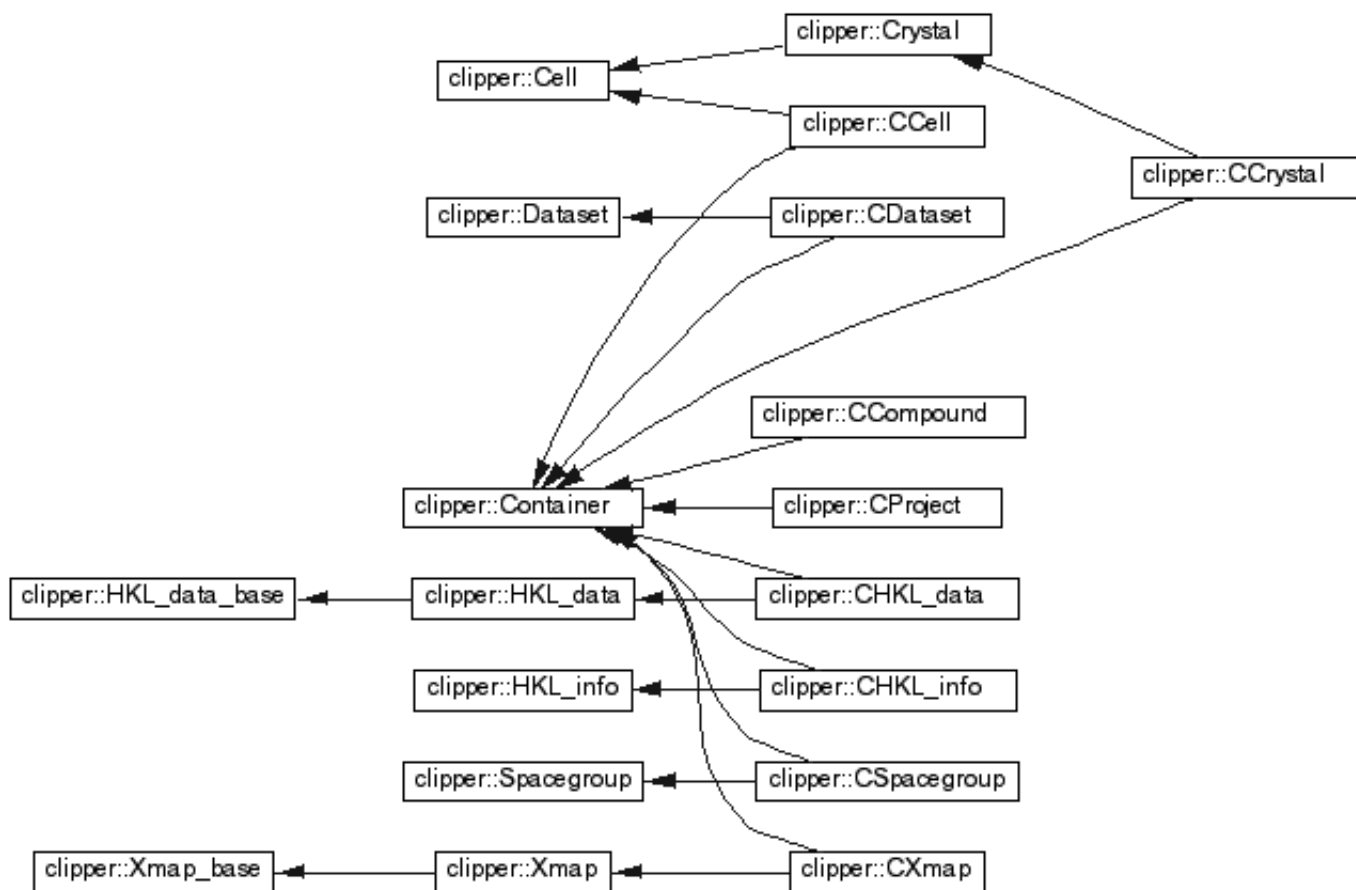 clipper::Crystal
clipper::Cell
clipper::CCell
clipper::CCrystal
clipper::Dataset
clipper::CDataset
clipper::CCompound
clipper::Container
clipper::CProject
clipper::HKL_data_base
clipper::HKL_data
clipper::CHKL_data
clipper::HKL_info
clipper::CHKL_info
clipper::Spacegroup
clipper::CSpacegroup
clipper::Xmap_base
clipper::Xmap
clipper::CXmap